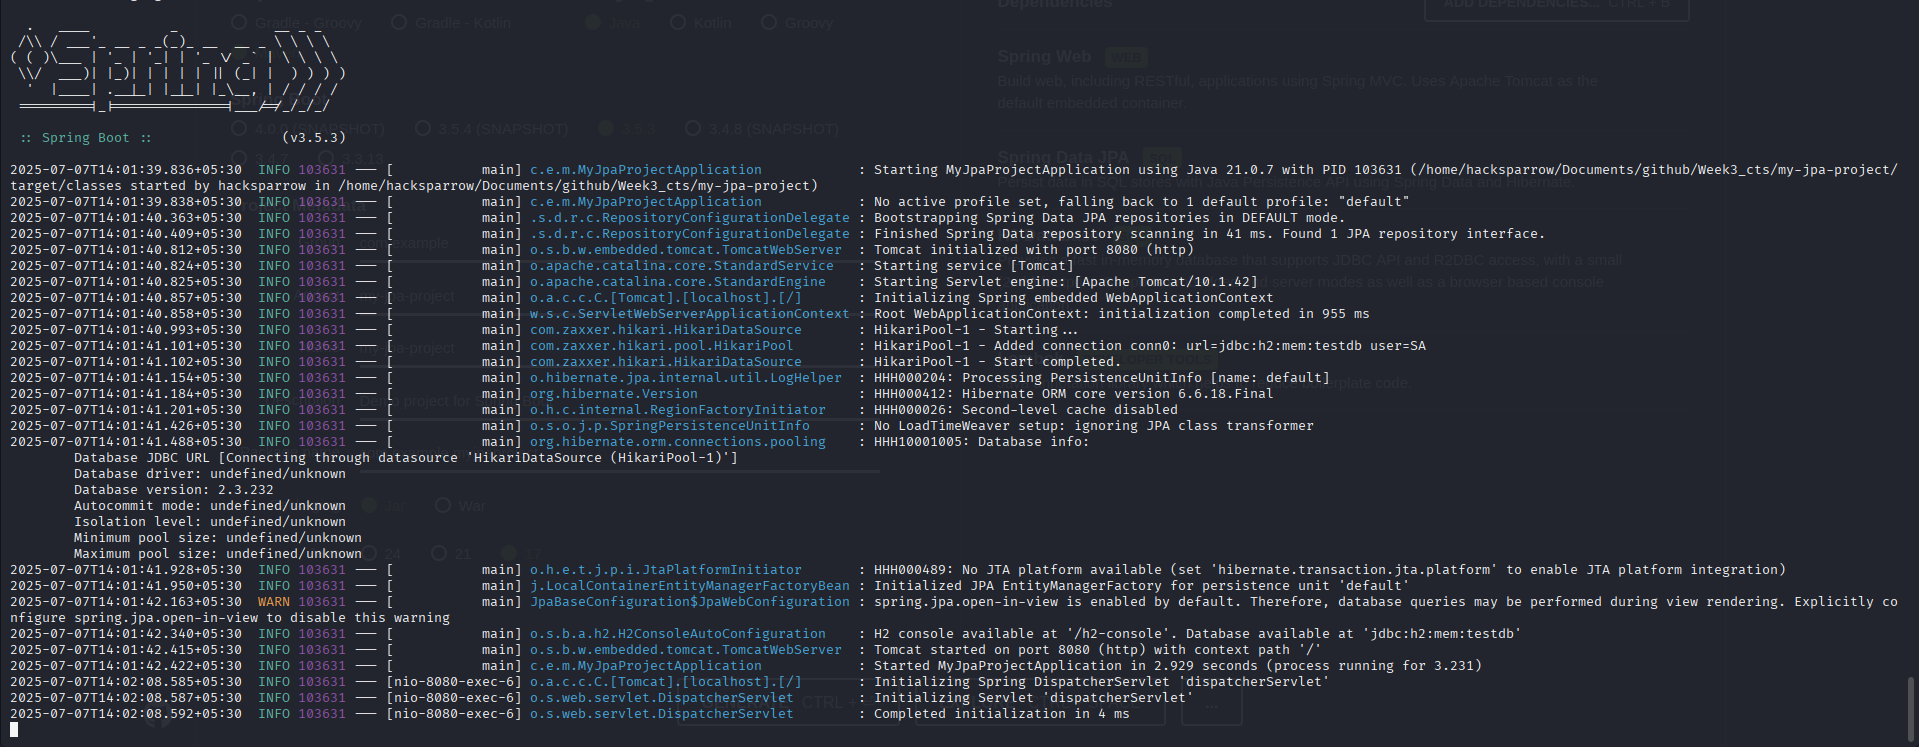 :: Spring Boot ::                (v3.5.3)
2025-07-07T14:01:39.836+05:30  INFO 103631 --- [           main] c.e.m.MyJpaProjectApplication            : Starting MyJpaProjectApplication using Java 21.0.7 with PID 103631 (/home/hacksparrow/Documents/github/Week3_cts/my-jpa-project/
target/classes started by hacksparrow in /home/hacksparrow/Documents/github/Week3_cts/my-jpa-project)
2025-07-07T14:01:39.838+05:30  INFO 103631 --- [           main] c.e.m.MyJpaProjectApplication            : No active profile set, falling back to 1 default profile: "default"
2025-07-07T14:01:40.363+05:30  INFO 103631 --- [           main] .s.d.r.c.RepositoryConfigurationDelegate : Bootstrapping Spring Data JPA repositories in DEFAULT mode.
2025-07-07T14:01:40.409+05:30  INFO 103631 --- [           main] .s.d.r.c.RepositoryConfigurationDelegate : Finished Spring Data repository scanning in 41 ms. Found 1 JPA repository interface.
2025-07-07T14:01:40.812+05:30  INFO 103631 --- [           main] o.s.b.w.embedded.tomcat.TomcatWebServer  : Tomcat initialized with port 8080 (http)
2025-07-07T14:01:40.824+05:30  INFO 103631 --- [           main] o.apache.catalina.core.StandardService   : Starting service [Tomcat]
2025-07-07T14:01:40.825+05:30  INFO 103631 --- [           main] o.apache.catalina.core.StandardEngine    : Starting Servlet engine: [Apache Tomcat/10.1.42]
2025-07-07T14:01:40.857+05:30  INFO 103631 --- [           main] o.a.c.c.C.[Tomcat].[localhost].[/]       : Initializing Spring embedded WebApplicationContext
2025-07-07T14:01:40.858+05:30  INFO 103631 --- [           main] w.s.c.ServletWebServerApplicationContext : Root WebApplicationContext: initialization completed in 955 ms
2025-07-07T14:01:40.993+05:30  INFO 103631 --- [           main] com.zaxxer.hikari.HikariDataSource       : HikariPool-1 - Starting...
2025-07-07T14:01:41.101+05:30  INFO 103631 --- [           main] com.zaxxer.hikari.pool.HikariPool        : HikariPool-1 - Added connection conn0: url=jdbc:h2:mem:testdb user=SA
2025-07-07T14:01:41.102+05:30  INFO 103631 --- [           main] com.zaxxer.hikari.HikariDataSource       : HikariPool-1 - Start completed.
2025-07-07T14:01:41.154+05:30  INFO 103631 --- [           main] o.hibernate.jpa.internal.util.LogHelper  : HHH000204: Processing PersistenceUnitInfo [name: default]
2025-07-07T14:01:41.184+05:30  INFO 103631 --- [           main] org.hibernate.Version                    : HHH000412: Hibernate ORM core version 6.6.18.Final
2025-07-07T14:01:41.201+05:30  INFO 103631 --- [           main] o.h.c.internal.RegionFactoryInitiator    : HHH000026: Second-level cache disabled
2025-07-07T14:01:41.426+05:30  INFO 103631 --- [           main] o.s.o.j.p.SpringPersistenceUnitInfo      : No LoadTimeWeaver setup: ignoring JPA class transformer
2025-07-07T14:01:41.488+05:30  INFO 103631 --- [           main] org.hibernate.orm.connections.pooling    : HHH10001005: Database info:
Database JDBC URL [Connecting through datasource 'HikariDataSource (HikariPool-1)']
Database driver: undefined/unknown
Database version: 2.3.232
Autocommit mode: undefined/unknown
Isolation level: undefined/unknown
Minimum pool size: undefined/unknown
Maximum pool size: undefined/unknown
2025-07-07T14:01:41.928+05:30  INFO 103631 --- [           main] o.h.e.t.j.p.i.JtaPlatformInitiator       : HHH000489: No JTA platform available (set 'hibernate.transaction.jta.platform' to enable JTA platform integration)
2025-07-07T14:01:41.950+05:30  INFO 103631 --- [           main] j.LocalContainerEntityManagerFactoryBean : Initialized JPA EntityManagerFactory for persistence unit 'default'
2025-07-07T14:01:42.163+05:30  WARN 103631 --- [           main] JpaBaseConfiguration$JpaWebConfiguration : spring.jpa.open-in-view is enabled by default. Therefore, database queries may be performed during view rendering. Explicitly co
nfigure spring.jpa.open-in-view to disable this warning
2025-07-07T14:01:42.340+05:30  INFO 103631 --- [           main] o.s.b.a.h2.H2ConsoleAutoConfiguration    : H2 console available at '/h2-console'. Database available at 'jdbc:h2:mem:testdb'
2025-07-07T14:01:42.415+05:30  INFO 103631 --- [           main] o.s.b.w.embedded.tomcat.TomcatWebServer  : Tomcat started on port 8080 (http) with context path '/'
2025-07-07T14:01:42.422+05:30  INFO 103631 --- [           main] c.e.m.MyJpaProjectApplication            : Started MyJpaProjectApplication in 2.929 seconds (process running for 3.231)
2025-07-07T14:02:08.585+05:30  INFO 103631 --- [nio-8080-exec-6] o.a.c.c.C.[Tomcat].[localhost].[/]       : Initializing Spring DispatcherServlet 'dispatcherServlet'
2025-07-07T14:02:08.587+05:30  INFO 103631 --- [nio-8080-exec-6] o.s.web.servlet.DispatcherServlet        : Initializing Servlet 'dispatcherServlet'
2025-07-07T14:02:08.592+05:30  INFO 103631 --- [nio-8080-exec-6] o.s.web.servlet.DispatcherServlet        : Completed initialization in 4 ms